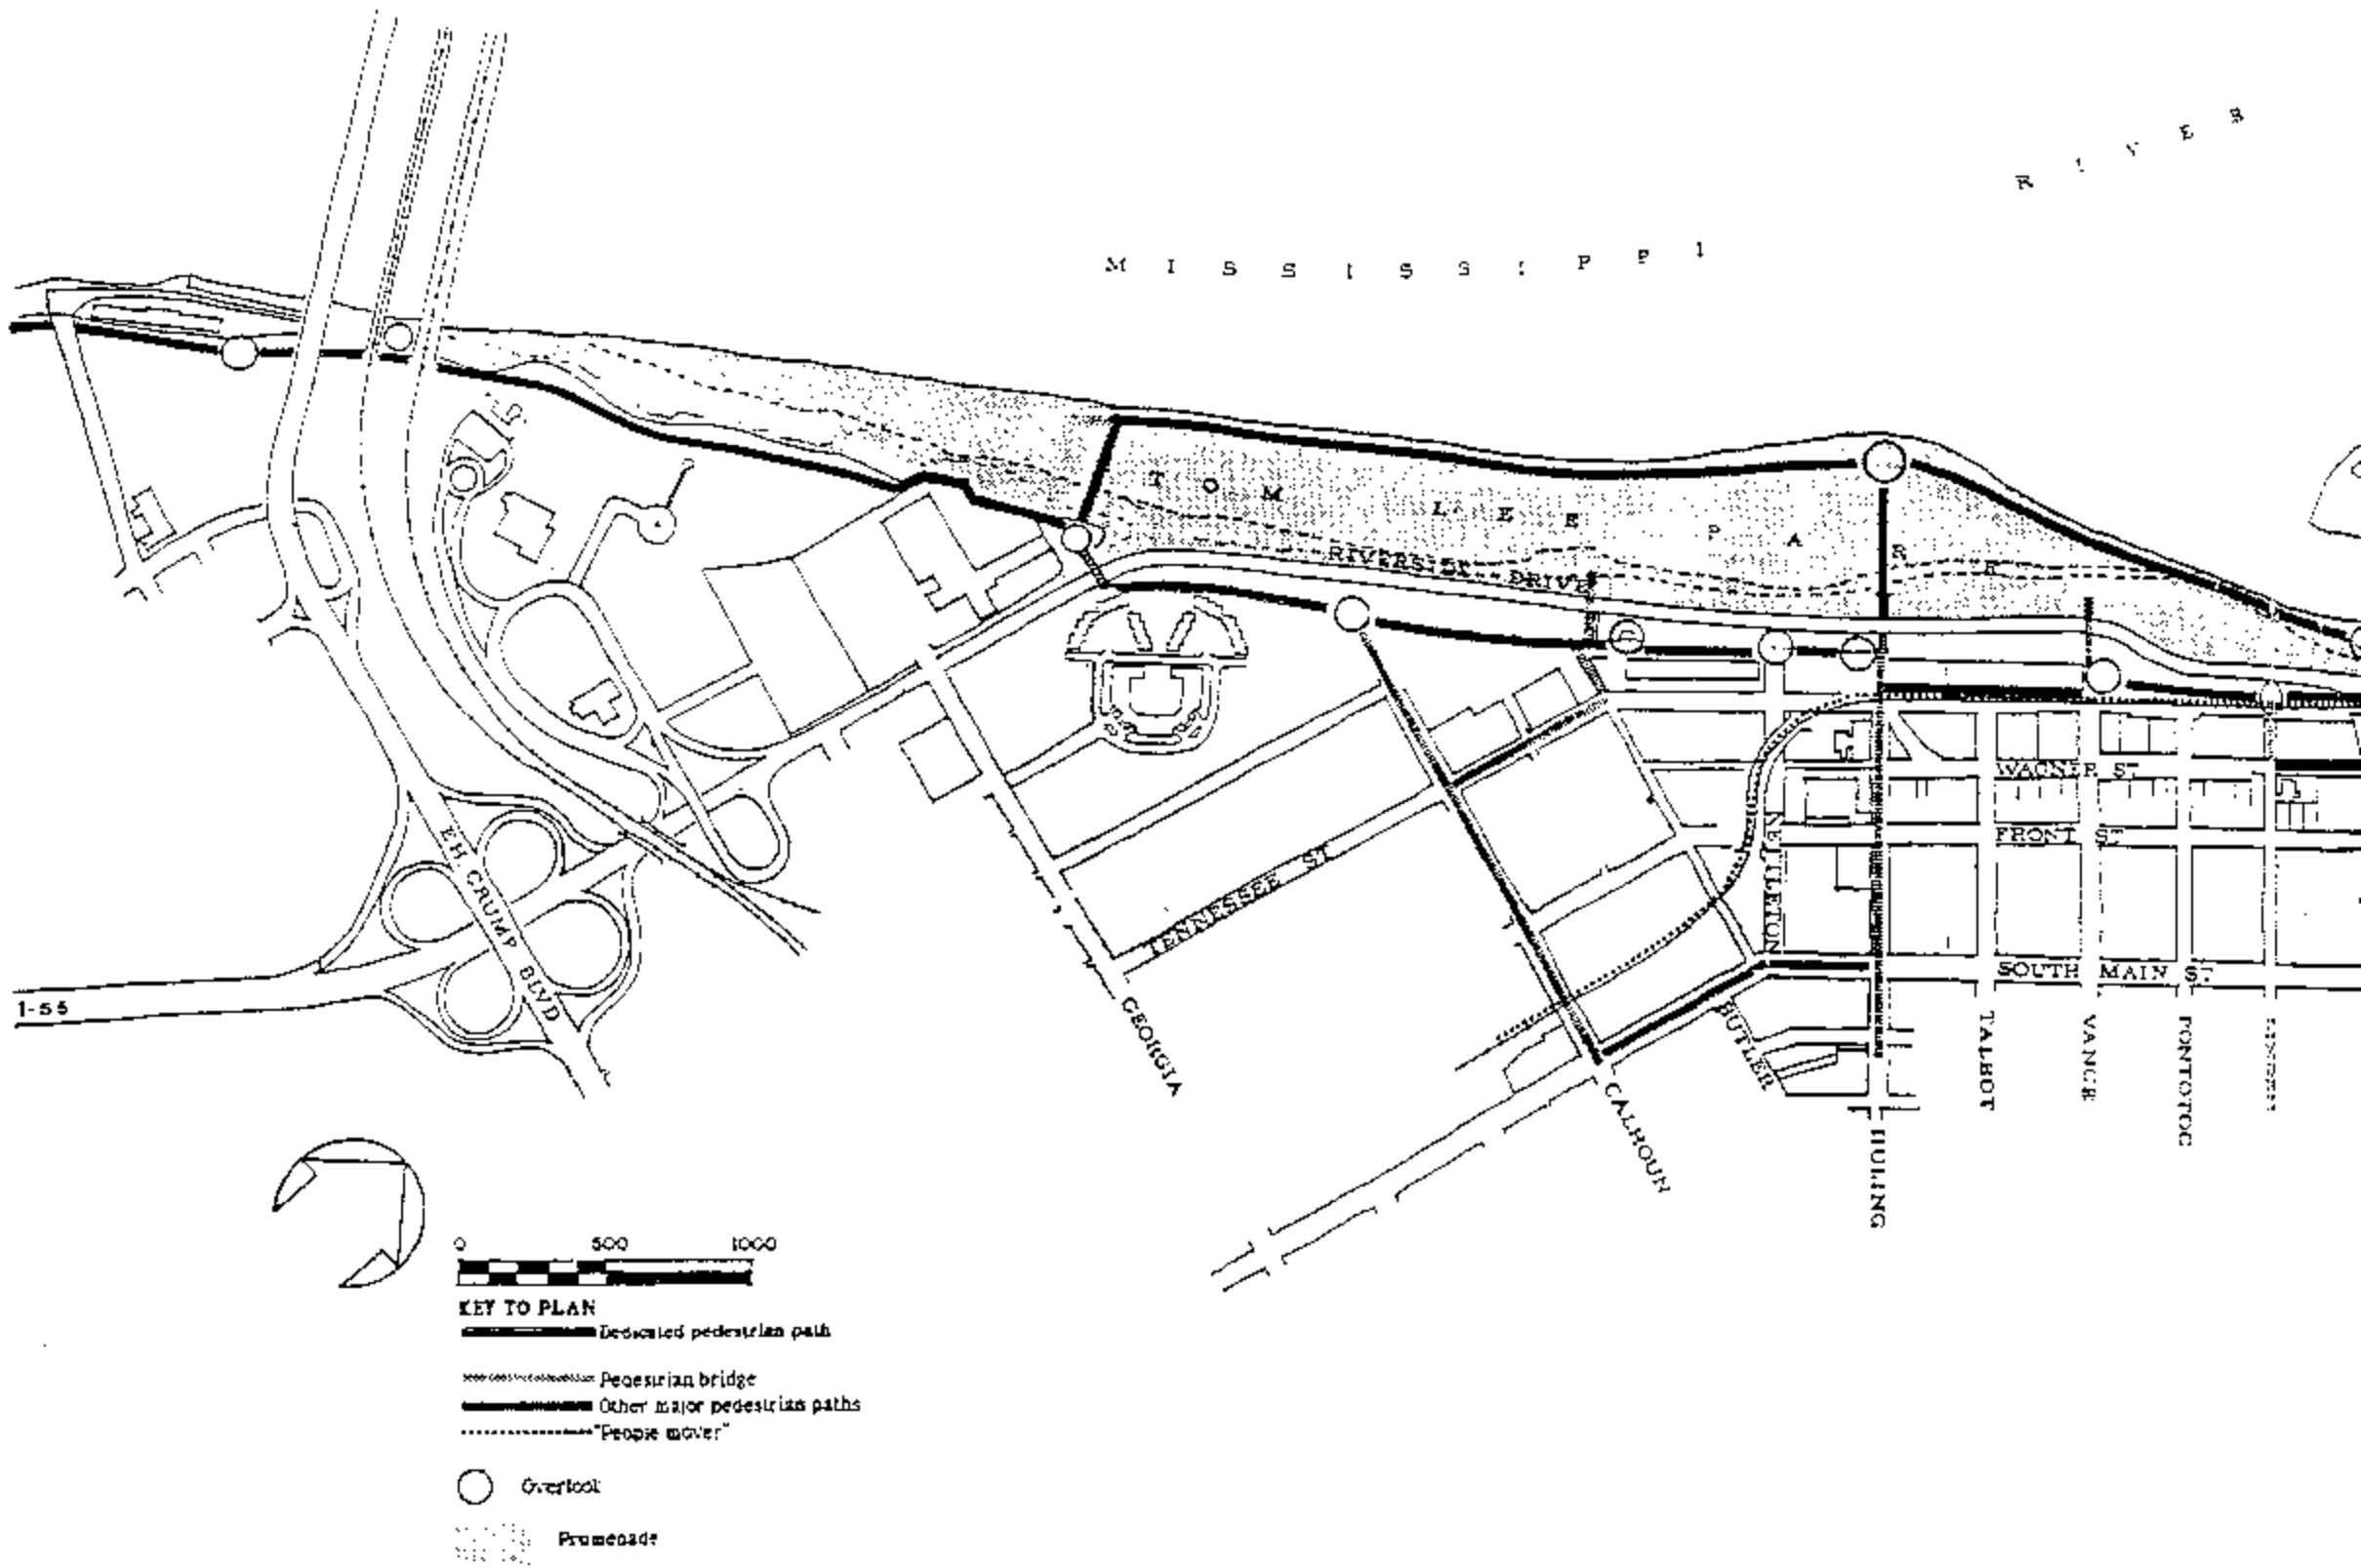 RIVER
MISSISSIPPI
TOM LEE PARK
RIVERSIDE DRIVE
WAGNER ST
FRONT ST
NETTLETON
TENNESSEE ST
EH CRUMP BLVD
SOUTH MAIN ST
I-55
GEORGIA
BUTLER
TALBOT
VANCE
PONTOTOC
CALHOUN
HULING
0 500 1000
KEY TO PLAN
Dedicated pedestrian path
Pedestrian bridge
Other major pedestrian paths
"People mover"
Overlook
Promenade